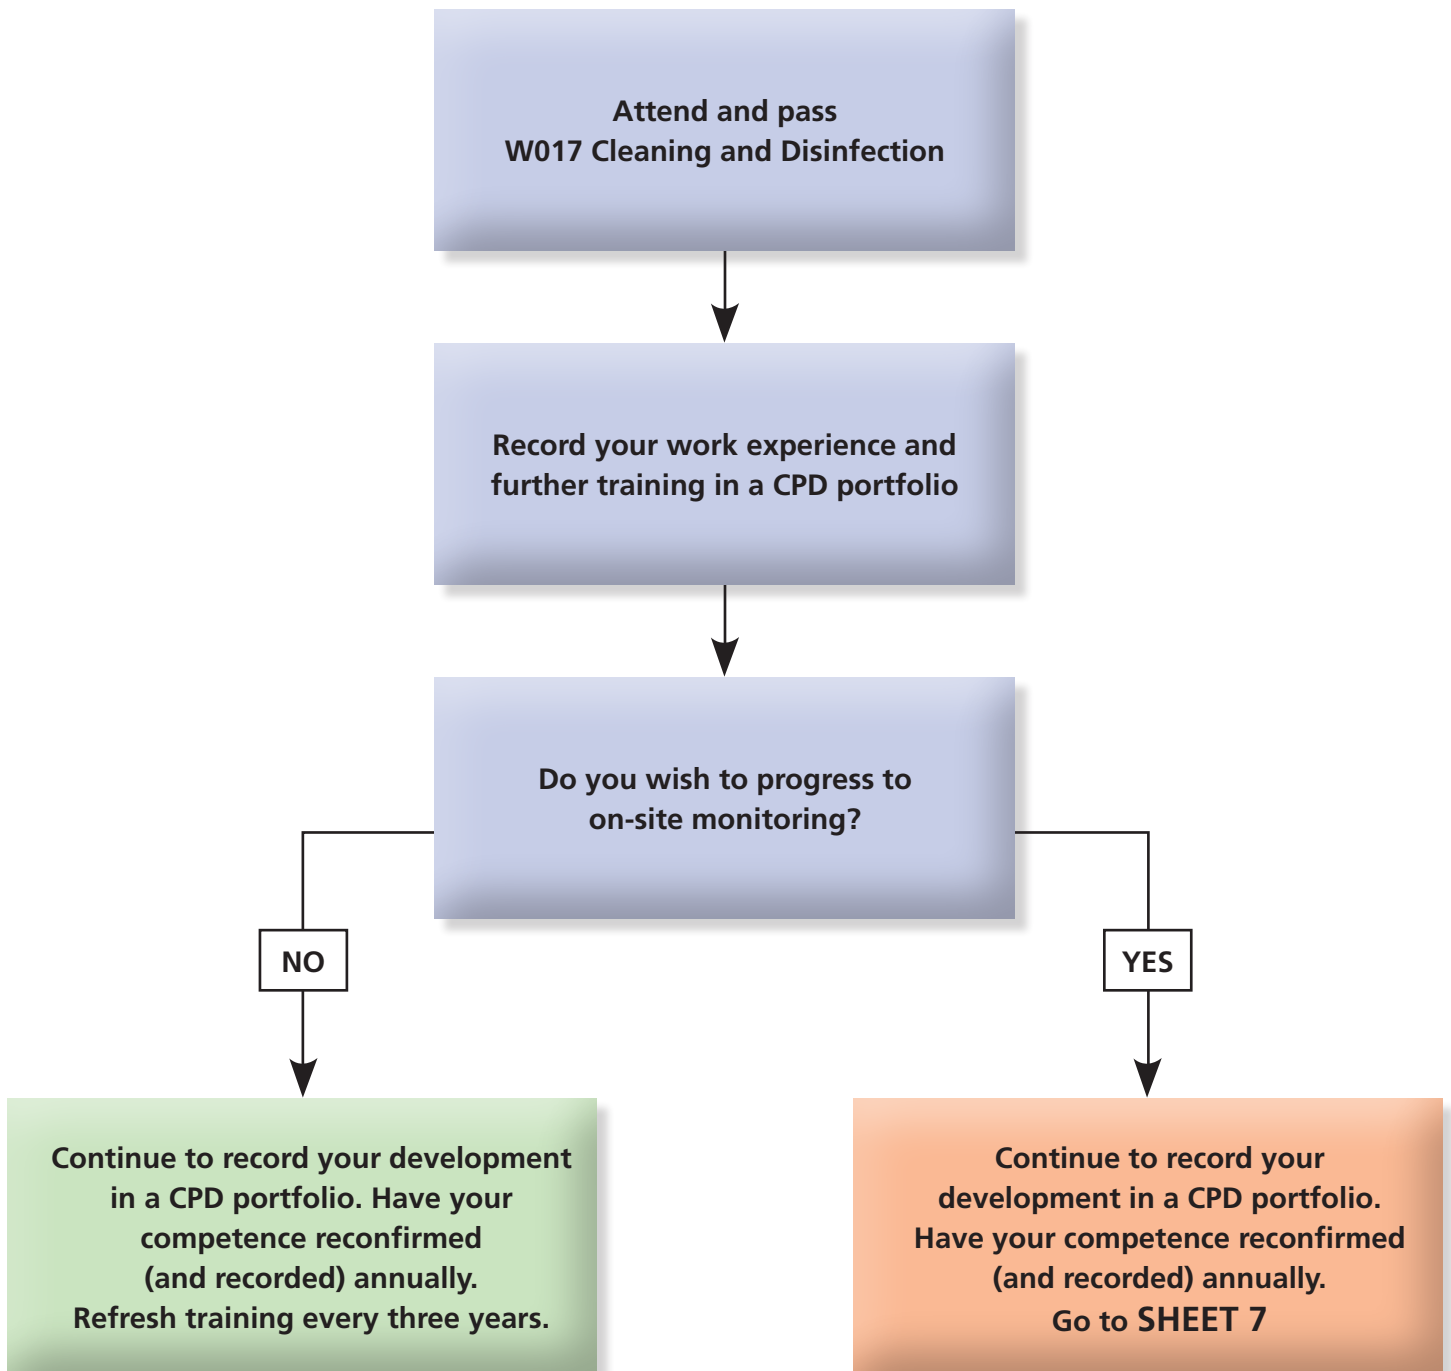 Attend and pass
W017 Cleaning and Disinfection
Record your work experience and
further training in a CPD portfolio
Do you wish to progress to
on-site monitoring?
NO
YES
Continue to record your development
in a CPD portfolio. Have your
competence reconfirmed
(and recorded) annually.
Refresh training every three years.
Continue to record your
development in a CPD portfolio.
Have your competence reconfirmed
(and recorded) annually.
Go to SHEET 7